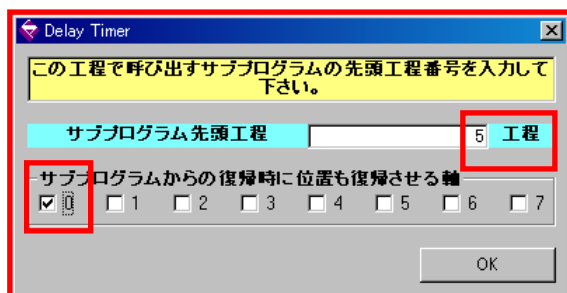 Delay Timer
この工程で呼び出すサブプログラムの先頭工程番号を入力して
下さい。
サブプログラム先頭工程 5 工程
サブプログラムからの復帰時に位置も復帰させる軸
0 1 2 3 4 5 6 7
OK